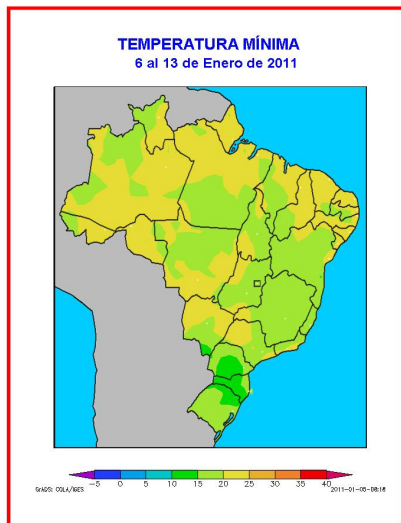 TEMPERATURA MÍNIMA
6 al 13 de Enero de 2011
-5 0 5 10 15 20 25 30 35 40
GrADS: COLA/IGES
2011-01-05-08:18